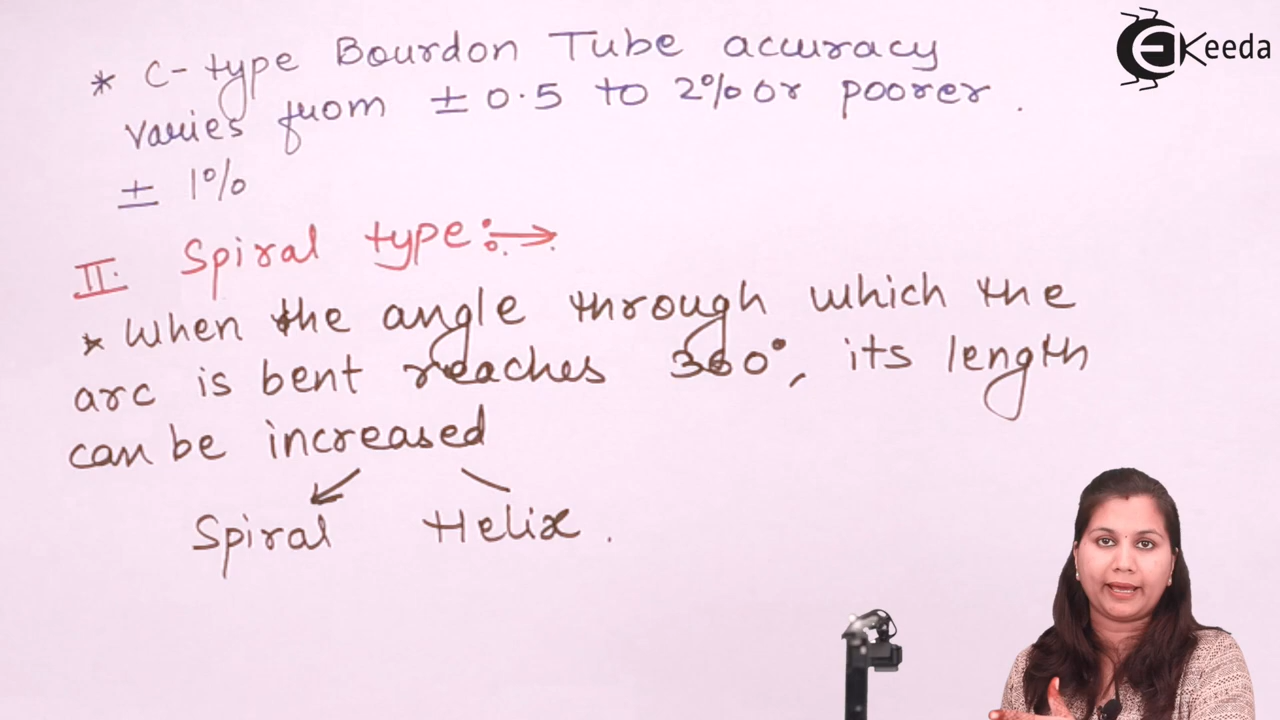 EKeeda
* C-type Bourdon Tube accuracy
varies from ± 0.5 to 2% or poorer.
± 1%
II. Spiral type:→
* When the angle through which the
arc is bent reaches 360°, its length
can be increased
Spiral Helix.